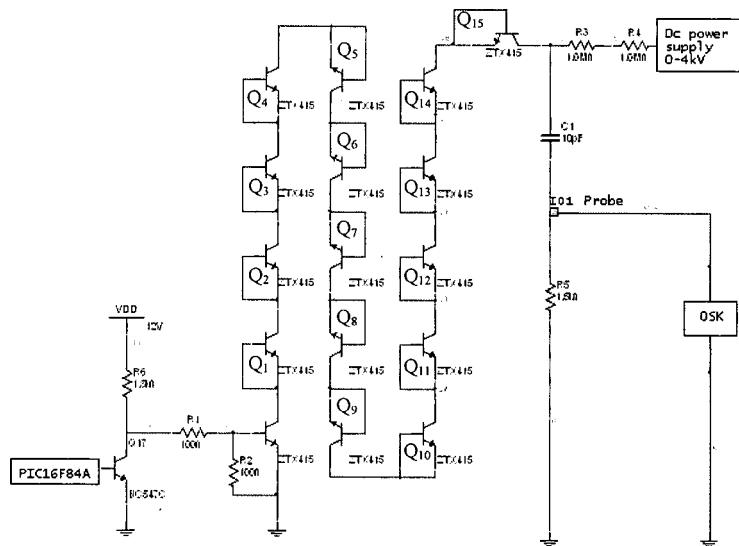 Q15
ZTX415
R3
1.0MΩ
R4
1.0MΩ
Dc power
supply
0-4kV
Q5
ZTX415
Q4
ZTX415
Q14
ZTX415
C1
10pF
Q6
ZTX415
Q3
ZTX415
Q13
ZTX415
IO1 Probe
Q7
ZTX415
Q2
ZTX415
Q12
ZTX415
R5
OSK
VDD
12V
Q8
ZTX415
Q1
ZTX415
Q11
ZTX415
R6
Q9
ZTX415
R1
100Ω
R2
100Ω
ZTX415
Q10
ZTX415
PIC16F84A
BC547C